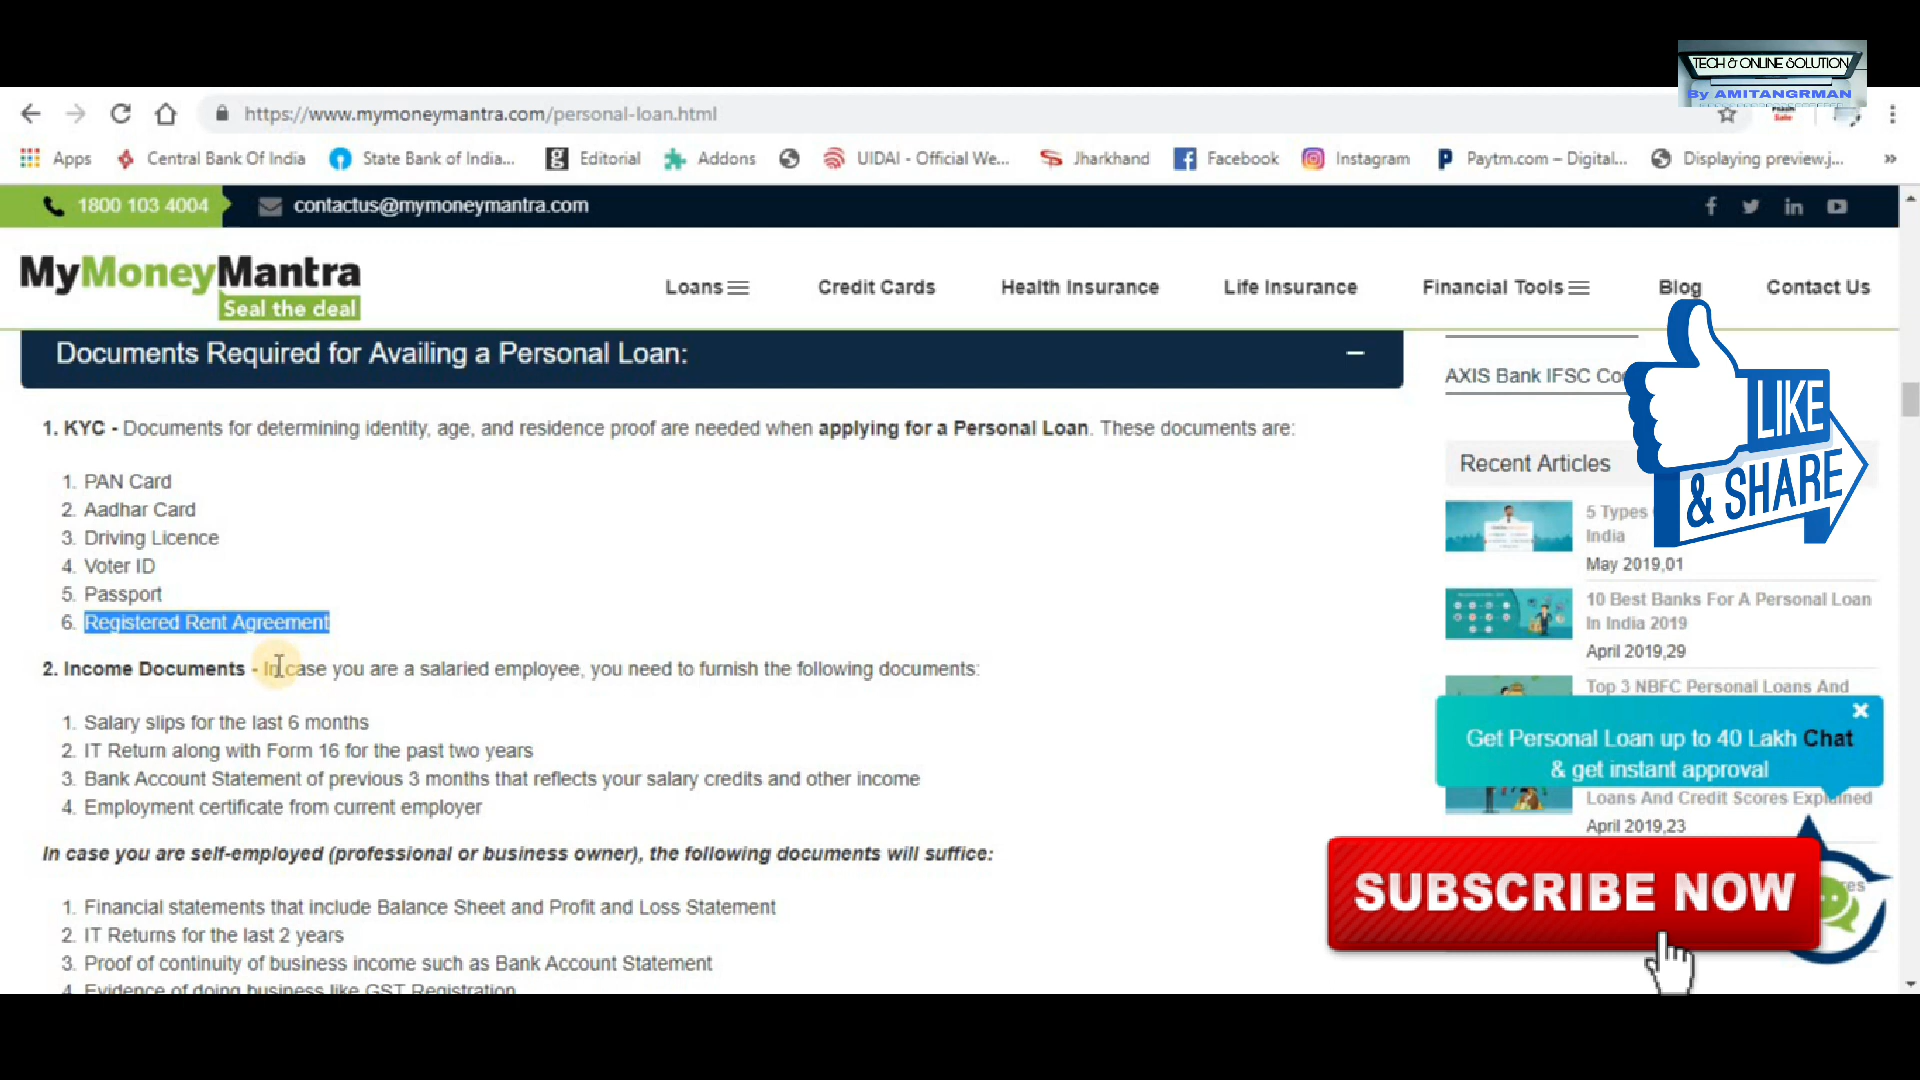 TECH & ONLINE SOLUTION
By AMITANGRMAN
https://www.mymoneymantra.com/personal-loan.html
Sale
Apps
Central Bank Of India
State Bank of India...
Editorial
Addons
UIDAI - Official We...
Jharkhand
Facebook
Instagram
Paytm.com – Digital...
Displaying preview.j...
»
1800 103 4004
contactus@mymoneymantra.com
MyMoneyMantra
Seal the deal
Loans
Credit Cards
Health Insurance
Life Insurance
Financial Tools
Blog
Contact Us
Documents Required for Availing a Personal Loan:
1. KYC - Documents for determining identity, age, and residence proof are needed when applying for a Personal Loan. These documents are:
1. PAN Card
2. Aadhar Card
3. Driving Licence
4. Voter ID
5. Passport
6. Registered Rent Agreement
2. Income Documents - In case you are a salaried employee, you need to furnish the following documents:
1. Salary slips for the last 6 months
2. IT Return along with Form 16 for the past two years
3. Bank Account Statement of previous 3 months that reflects your salary credits and other income
4. Employment certificate from current employer
In case you are self-employed (professional or business owner), the following documents will suffice:
1. Financial statements that include Balance Sheet and Profit and Loss Statement
2. IT Returns for the last 2 years
3. Proof of continuity of business income such as Bank Account Statement
4. Evidence of doing business like GST Registration
AXIS Bank IFSC
LIKE
& SHARE
Recent Articles
5 Types
India
May 2019,01
10 Best Banks For A Personal Loan
In India 2019
April 2019,29
Top 3 NBFC Personal Loans And
Get Personal Loan up to 40 Lakh Chat
& get instant approval
Loans And Credit Scores Explained
April 2019,23
SUBSCRIBE NOW